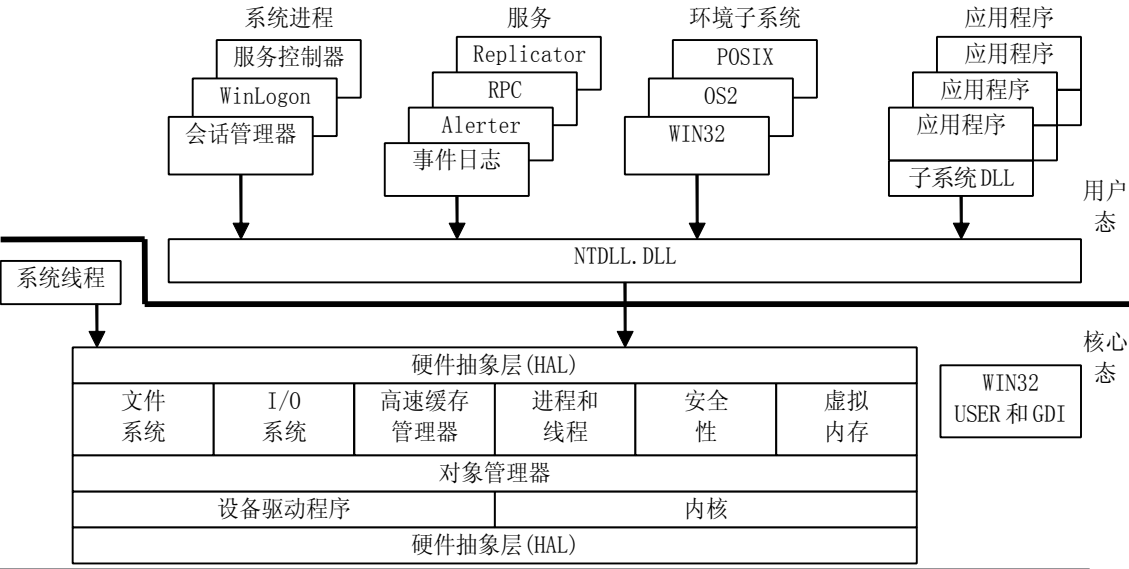 系统进程
服务
环境子系统
应用程序
服务控制器
WinLogon
会话管理器
Replicator
RPC
Alerter
事件日志
POSIX
OS2
WIN32
应用程序
应用程序
应用程序
子系统DLL
用户
态
NTDLL.DLL
系统线程
核心
态
硬件抽象层(HAL)
文件
系统
I/O
系统
高速缓存
管理器
进程和
线程
安全
性
虚拟
内存
WIN32
USER和GDI
对象管理器
设备驱动程序
内核
硬件抽象层(HAL)